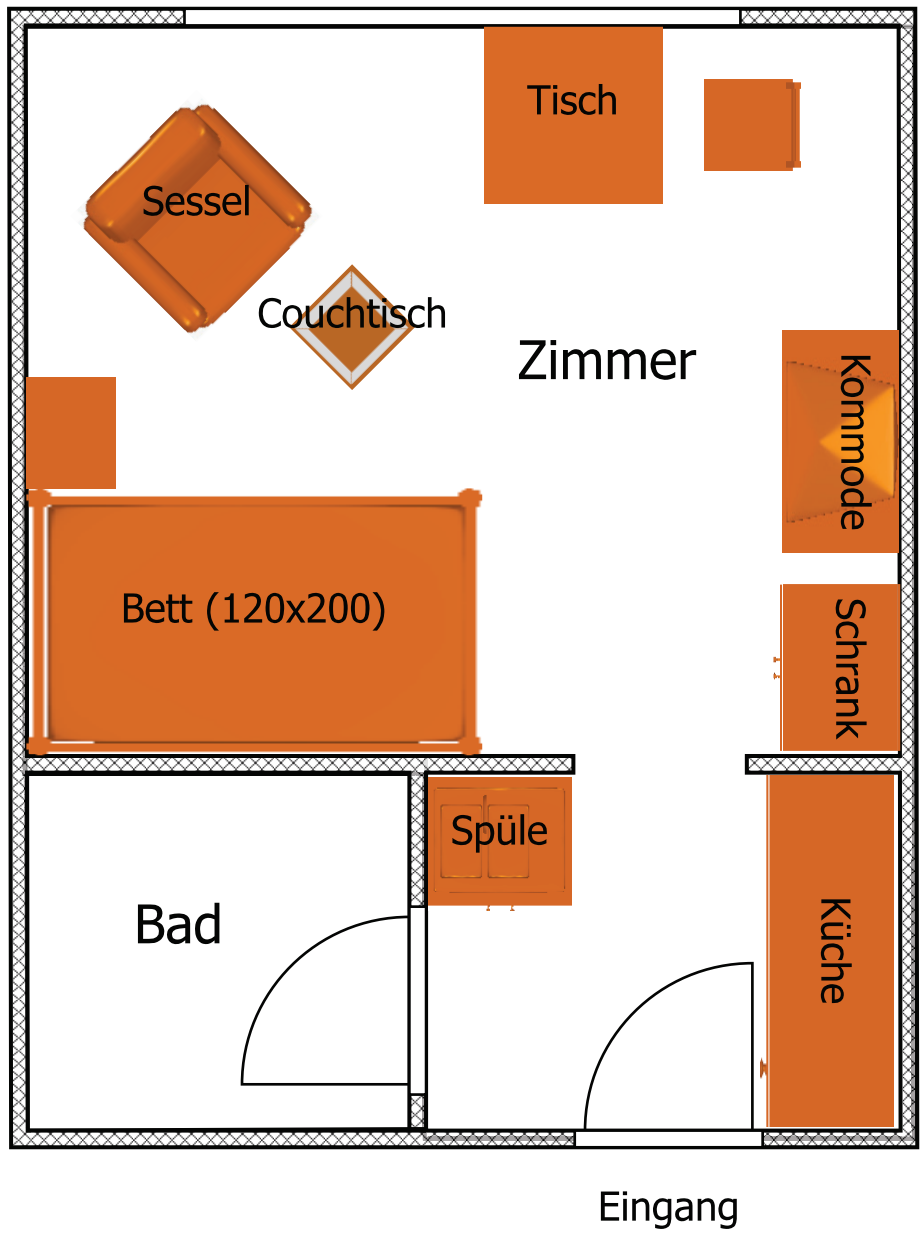 Tisch
Sessel
Couchtisch
Zimmer
Kommode
Bett (120x200)
Schrank
Spüle
Bad
Küche
Eingang